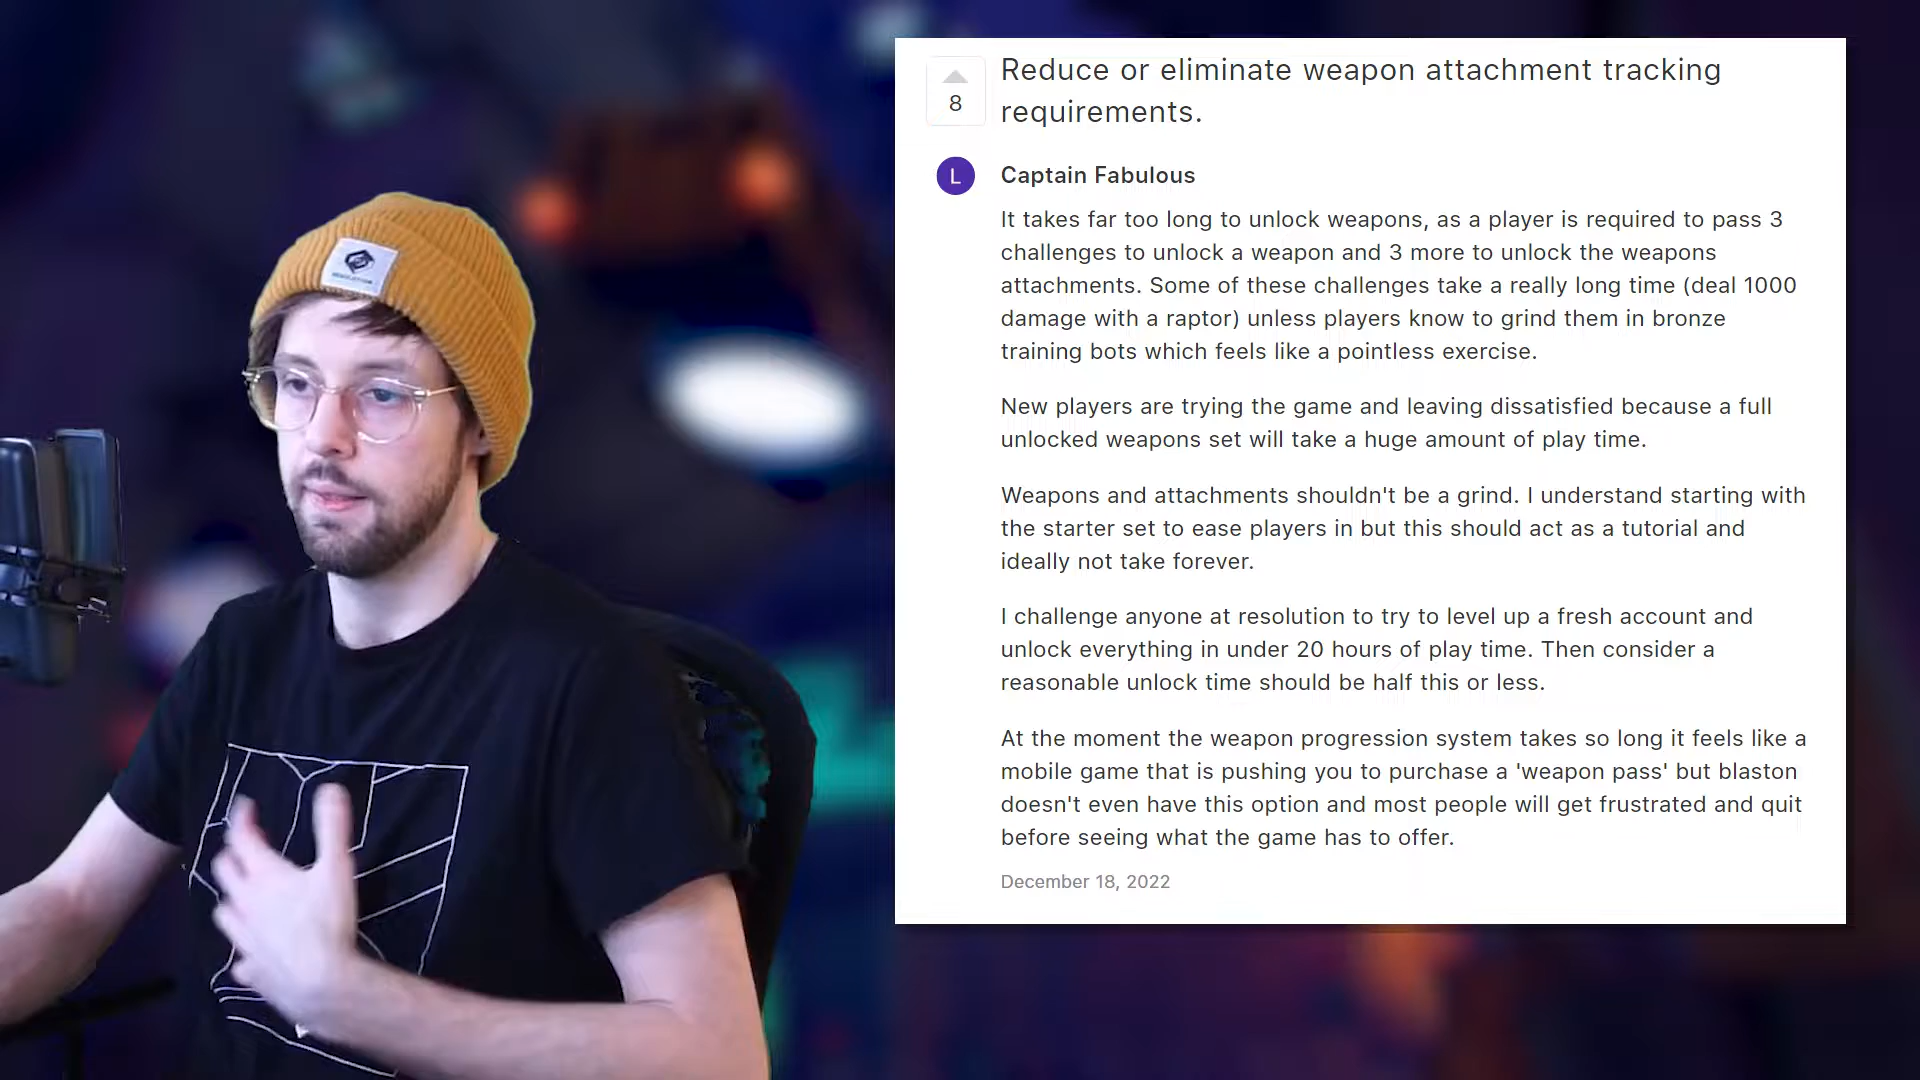 Reduce or eliminate weapon attachment tracking
requirements.
8
L
Captain Fabulous
It takes far too long to unlock weapons, as a player is required to pass 3
challenges to unlock a weapon and 3 more to unlock the weapons
attachments. Some of these challenges take a really long time (deal 1000
damage with a raptor) unless players know to grind them in bronze
training bots which feels like a pointless exercise.
New players are trying the game and leaving dissatisfied because a full
unlocked weapons set will take a huge amount of play time.
Weapons and attachments shouldn't be a grind. I understand starting with
the starter set to ease players in but this should act as a tutorial and
ideally not take forever.
I challenge anyone at resolution to try to level up a fresh account and
unlock everything in under 20 hours of play time. Then consider a
reasonable unlock time should be half this or less.
At the moment the weapon progression system takes so long it feels like a
mobile game that is pushing you to purchase a 'weapon pass' but blaston
doesn't even have this option and most people will get frustrated and quit
before seeing what the game has to offer.
December 18, 2022